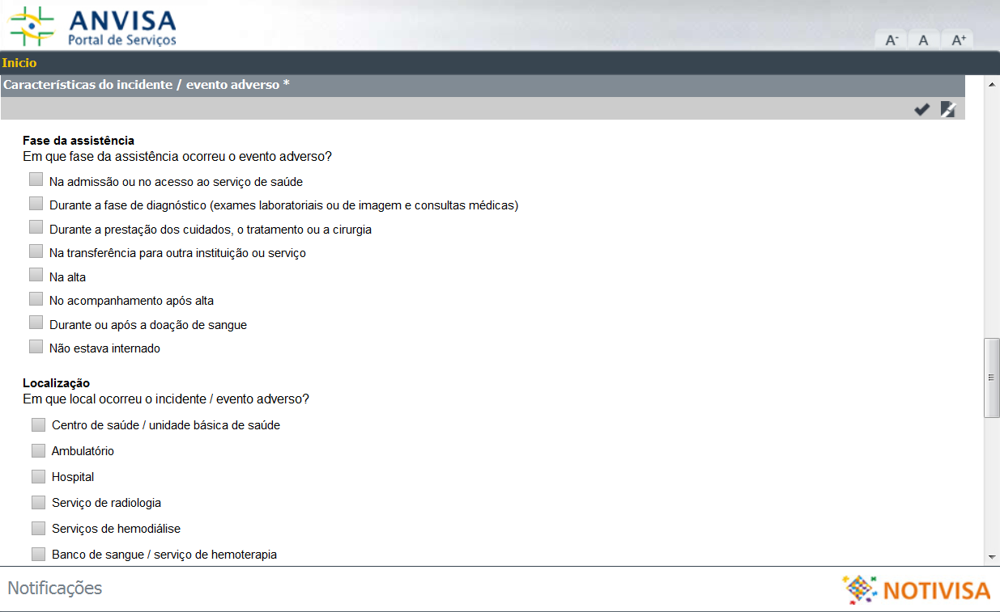 ANVISA
Portal de Serviços
A- A A+
Inicio
Características do incidente / evento adverso *
Fase da assistência
Em que fase da assistência ocorreu o evento adverso?
Na admissão ou no acesso ao serviço de saúde
Durante a fase de diagnóstico (exames laboratoriais ou de imagem e consultas médicas)
Durante a prestação dos cuidados, o tratamento ou a cirurgia
Na transferência para outra instituição ou serviço
Na alta
No acompanhamento após alta
Durante ou após a doação de sangue
Não estava internado
Localização
Em que local ocorreu o incidente / evento adverso?
Centro de saúde / unidade básica de saúde
Ambulatório
Hospital
Serviço de radiologia
Serviços de hemodiálise
Banco de sangue / serviço de hemoterapia
Notificações
NOTIVISA